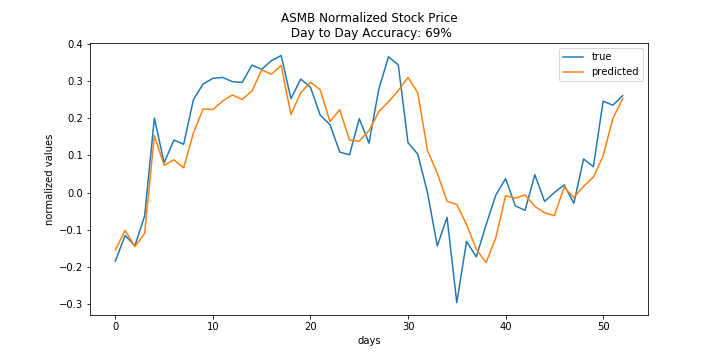 ASMB Normalized Stock Price
Day to Day Accuracy: 69%
true
predicted
normalized values
0.4
0.3
0.2
0.1
0.0
−0.1
−0.2
−0.3
0
10
20
30
40
50
days